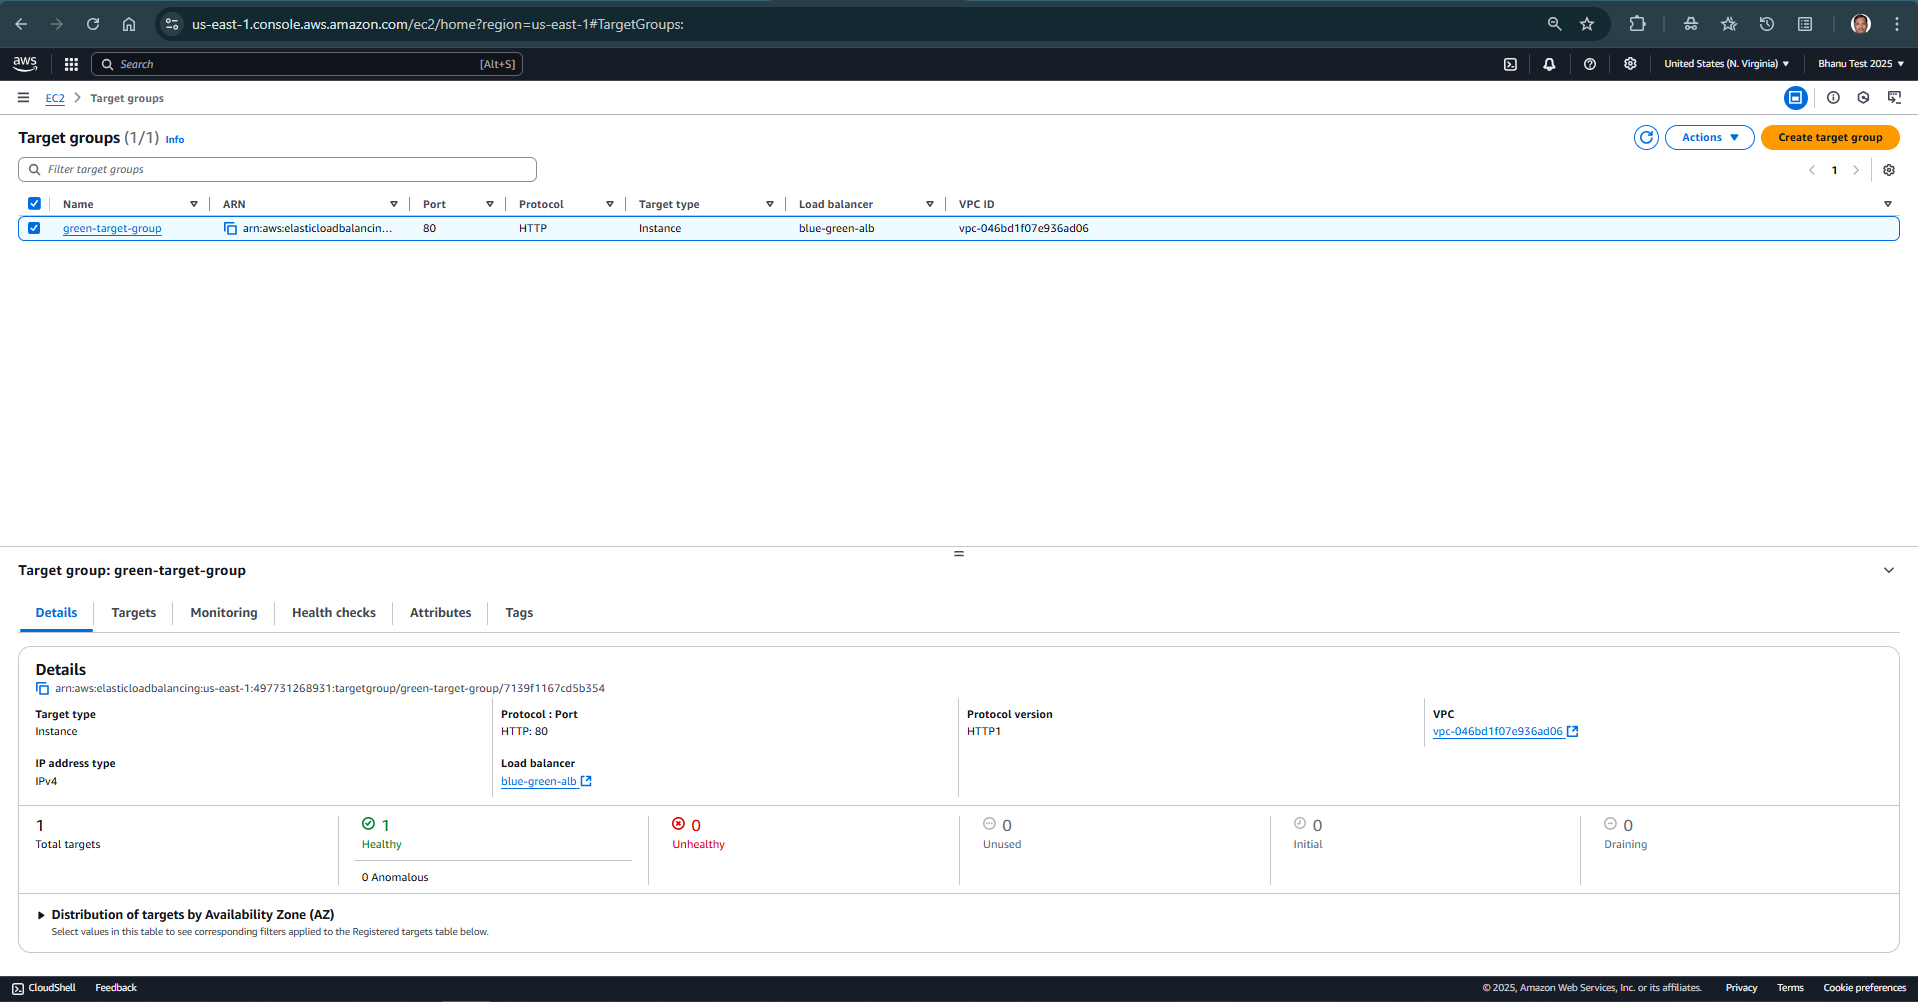 us-east-1.console.aws.amazon.com/ec2/home?region=us-east-1#TargetGroups:
aws Search [Alt+S] United States (N. Virginia) Bhanu Test 2025
EC2 Target groups
Target groups (1/1) Info Actions Create target group
Filter target groups 1
Name ARN Port Protocol Target type Load balancer VPC ID
green-target-group arn:aws:elasticloadbalancin... 80 HTTP Instance blue-green-alb vpc-046bd1f07e936ad06
Target group: green-target-group
Details Targets Monitoring Health checks Attributes Tags
Details
arn:aws:elasticloadbalancing:us-east-1:497731268931:targetgroup/green-target-group/7139f1167cd5b354
Target type Protocol : Port Protocol version VPC
Instance HTTP: 80 HTTP1 vpc-046bd1f07e936ad06
IP address type Load balancer
IPv4 blue-green-alb
1 1 0 0 0 0
Total targets Healthy Unhealthy Unused Initial Draining
0 Anomalous
Distribution of targets by Availability Zone (AZ)
Select values in this table to see corresponding filters applied to the Registered targets table below.
CloudShell Feedback © 2025, Amazon Web Services, Inc. or its affiliates. Privacy Terms Cookie preferences